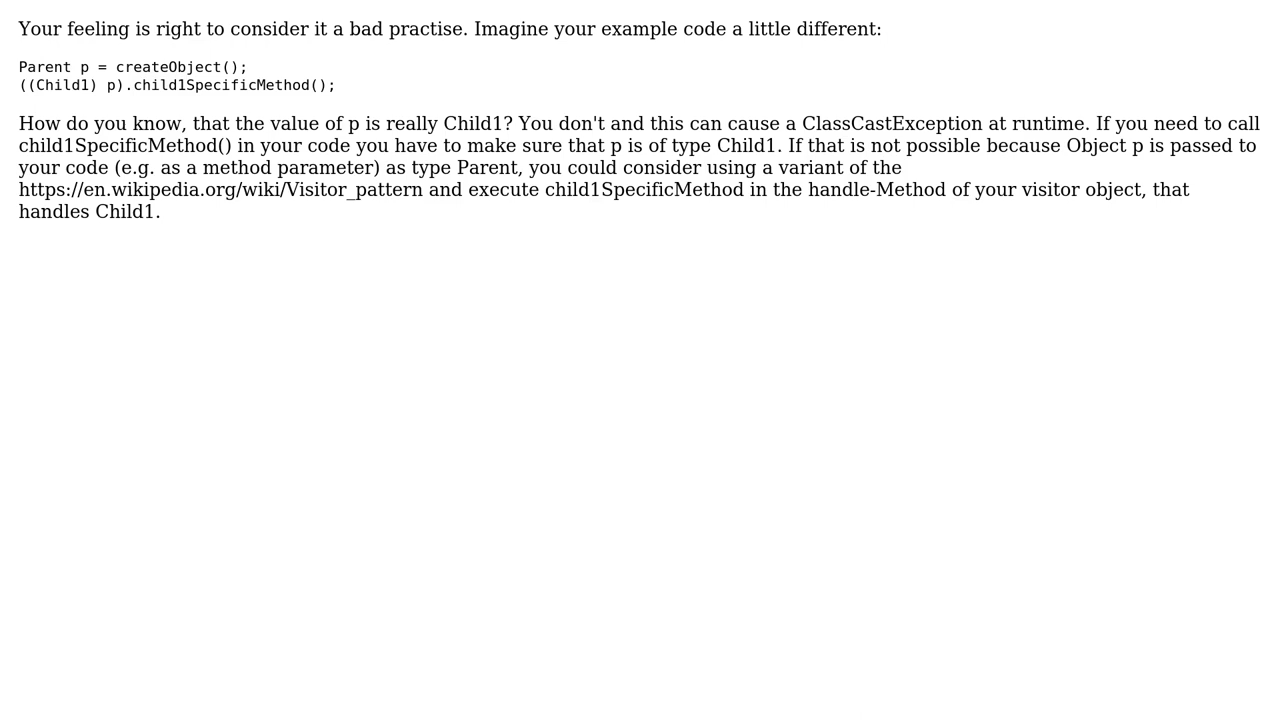 Your feeling is right to consider it a bad practise. Imagine your example code a little different:
Parent p = createObject();
((Child1) p).child1SpecificMethod();
How do you know, that the value of p is really Child1? You don't and this can cause a ClassCastException at runtime. If you need to call
child1SpecificMethod() in your code you have to make sure that p is of type Child1. If that is not possible because Object p is passed to
your code (e.g. as a method parameter) as type Parent, you could consider using a variant of the
https://en.wikipedia.org/wiki/Visitor_pattern and execute child1SpecificMethod in the handle-Method of your visitor object, that
handles Child1.